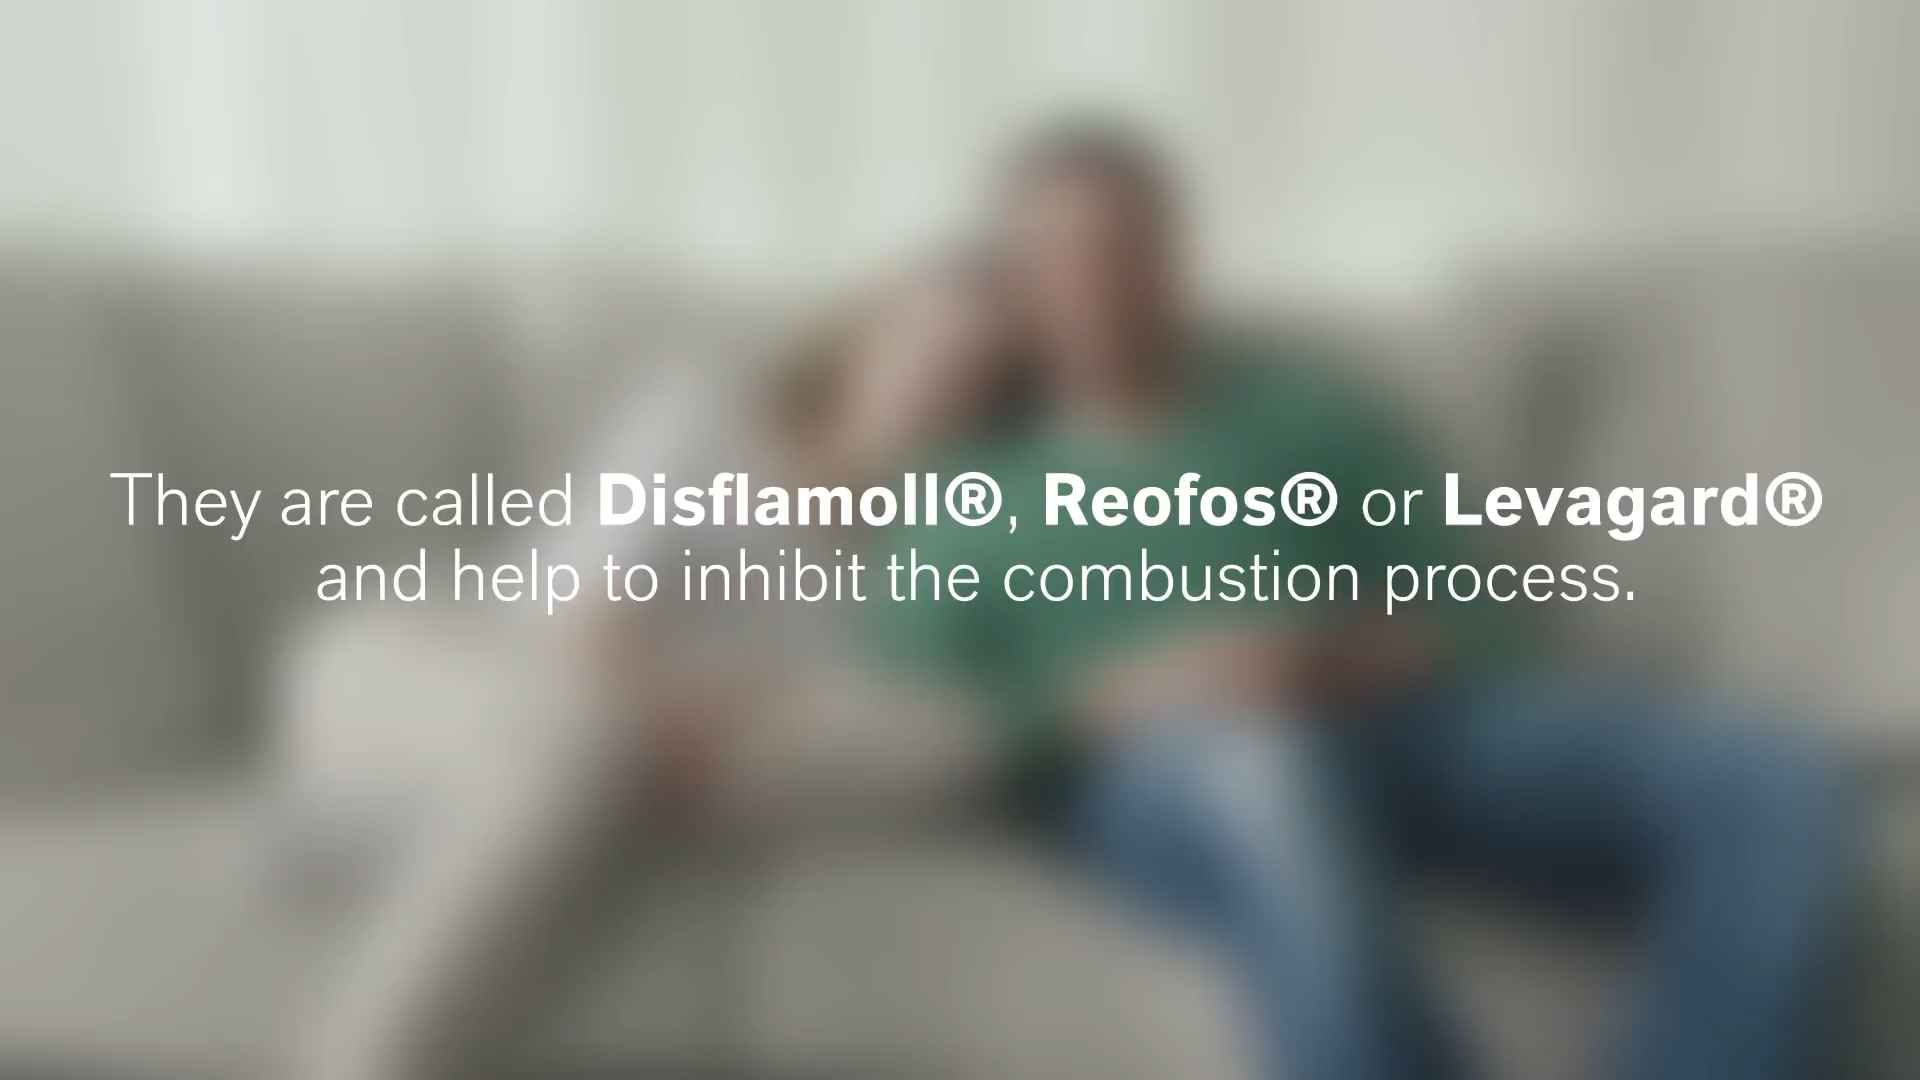 They are called Disflamoll®, Reofos® or Levagard®
and help to inhibit the combustion process.